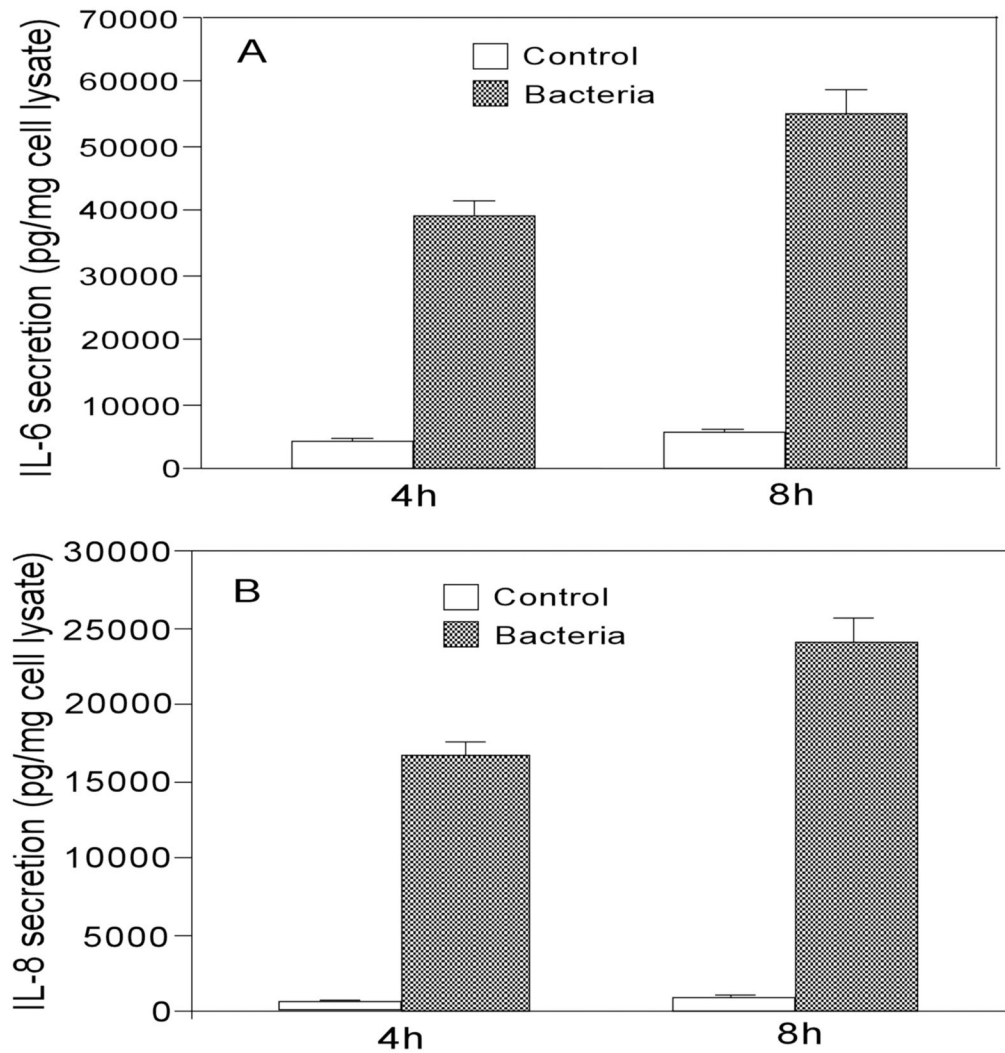 IL-6 secretion (pg/mg cell lysate)
70000
60000
50000
40000
30000
20000
10000
0
A
Control
Bacteria
4h
8h
IL-8 secretion (pg/mg cell lysate)
30000
25000
20000
15000
10000
5000
0
B
Control
Bacteria
4h
8h